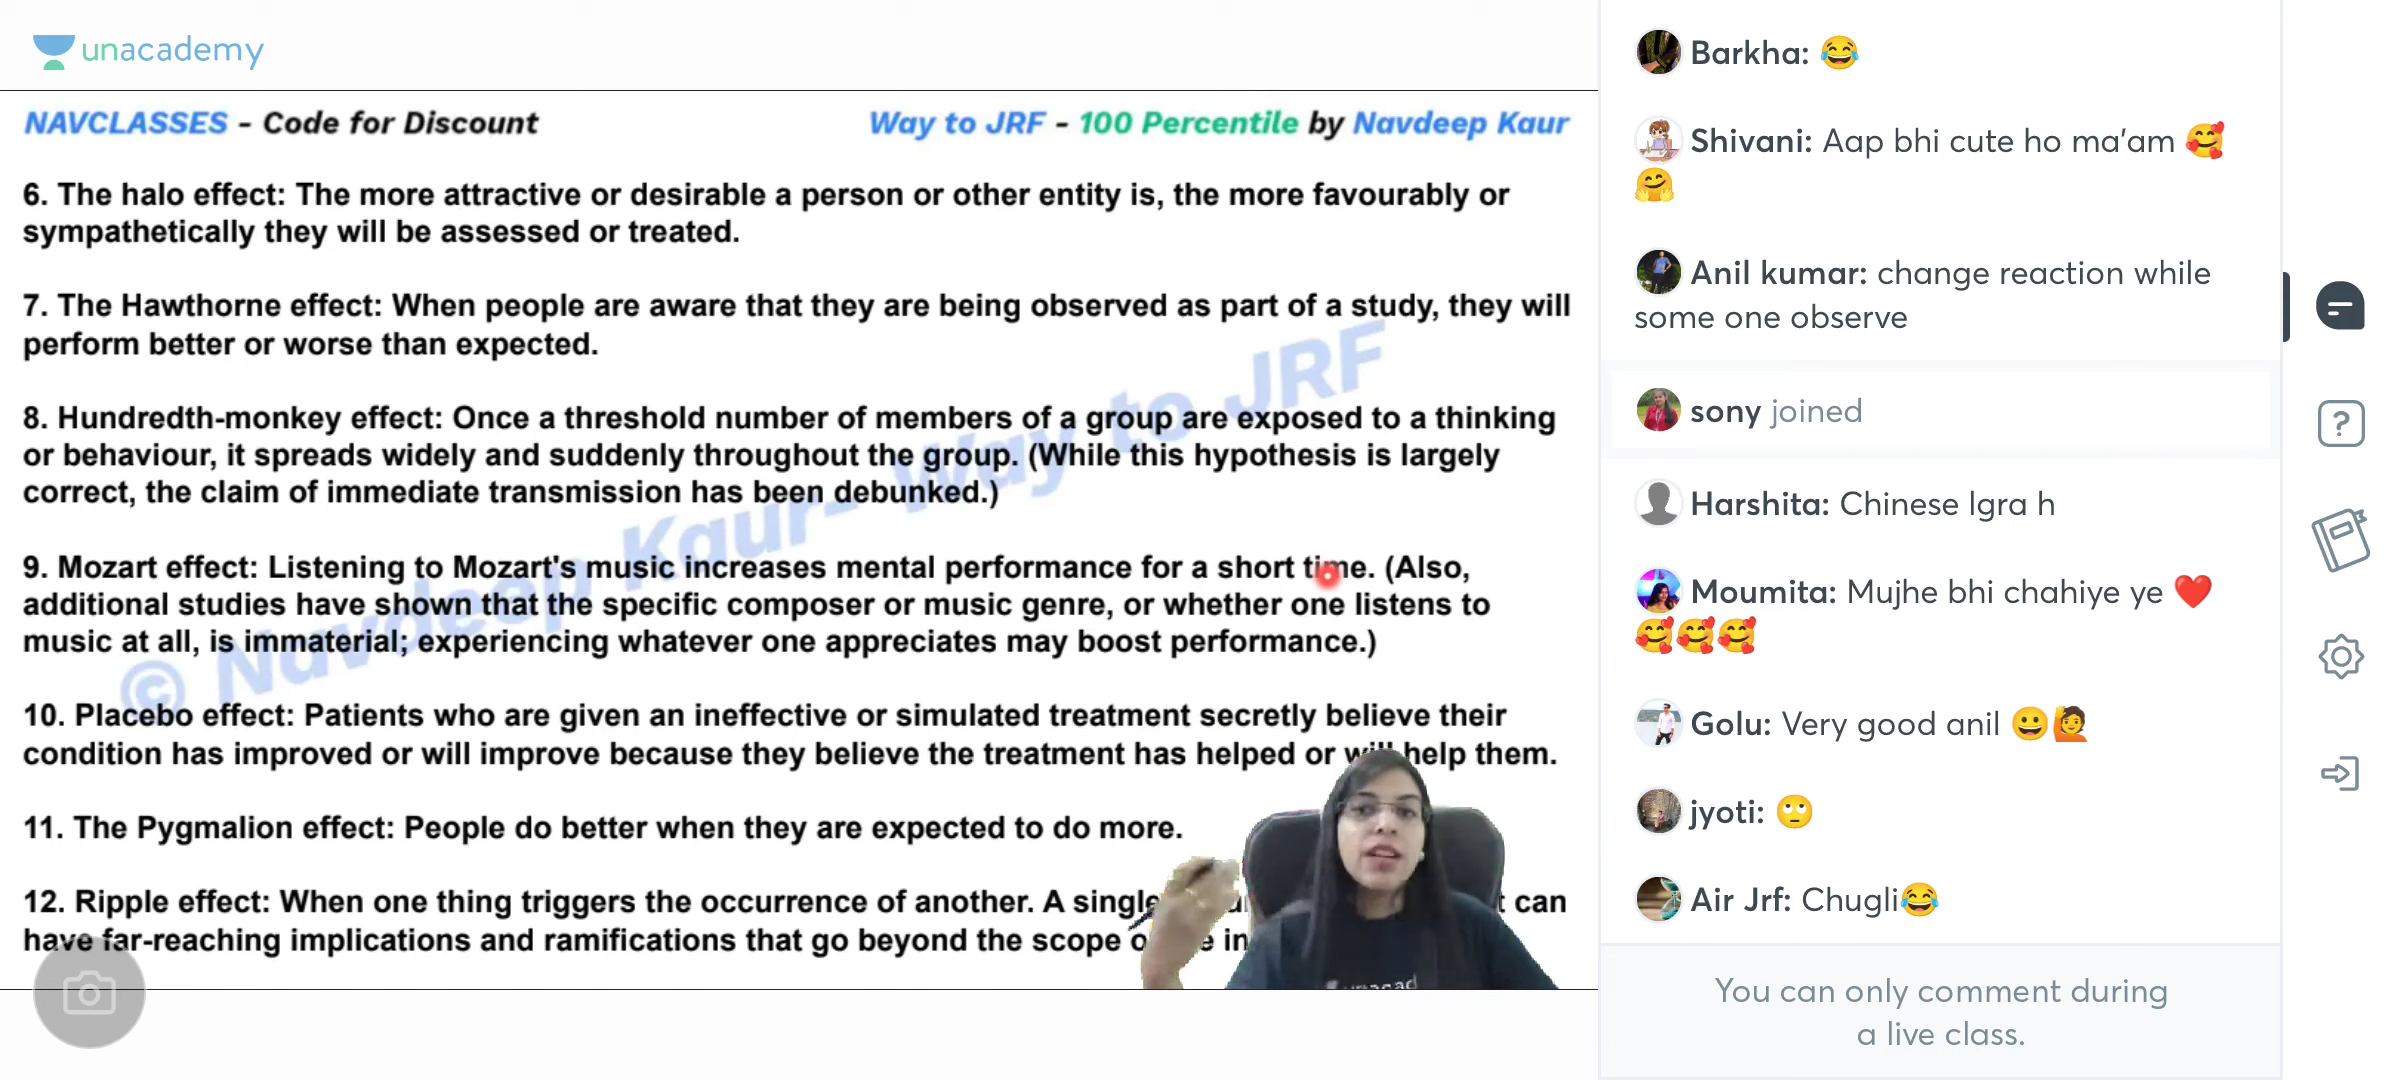 unacademy
NAVCLASSES - Code for Discount
Way to JRF - 100 Percentile by Navdeep Kaur
6. The halo effect: The more attractive or desirable a person or other entity is, the more favourably or
sympathetically they will be assessed or treated.
7. The Hawthorne effect: When people are aware that they are being observed as part of a study, they will
perform better or worse than expected.
8. Hundredth-monkey effect: Once a threshold number of members of a group are exposed to a thinking
or behaviour, it spreads widely and suddenly throughout the group. (While this hypothesis is largely
correct, the claim of immediate transmission has been debunked.)
9. Mozart effect: Listening to Mozart's music increases mental performance for a short time. (Also,
additional studies have shown that the specific composer or music genre, or whether one listens to
music at all, is immaterial; experiencing whatever one appreciates may boost performance.)
10. Placebo effect: Patients who are given an ineffective or simulated treatment secretly believe their
condition has improved or will improve because they believe the treatment has helped or will help them.
11. The Pygmalion effect: People do better when they are expected to do more.
12. Ripple effect: When one thing triggers the occurrence of another. A single can
have far-reaching implications and ramifications that go beyond the scope
© Navdeep Kaur- Way to JRF
Barkha: 😂
Shivani: Aap bhi cute ho ma'am 🥰
🤗
Anil kumar: change reaction while
some one observe
sony joined
Harshita: Chinese lgra h
Moumita: Mujhe bhi chahiye ye ❤️
🥰🥰🥰
Golu: Very good anil 😀🙋
jyoti: 🙄
Air Jrf: Chugli😂
You can only comment during
a live class.